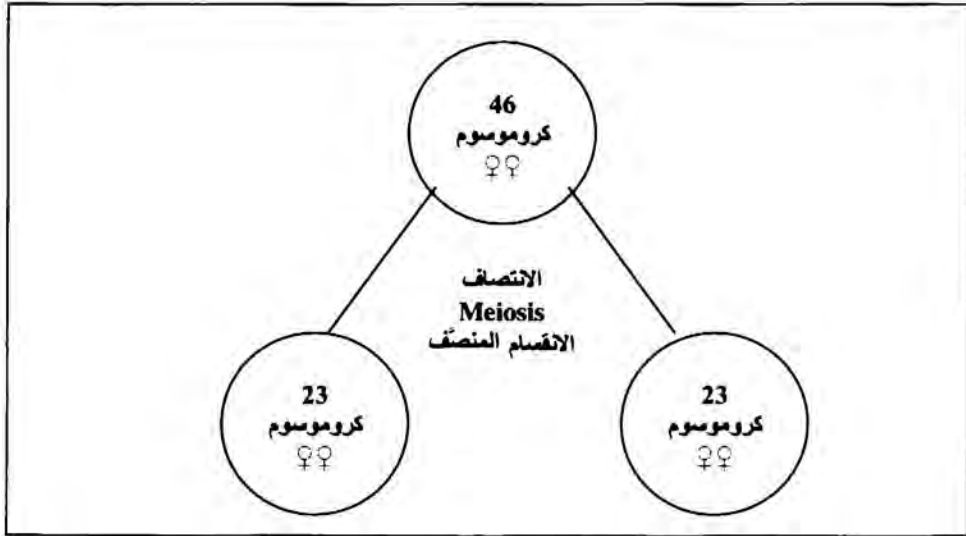 46
كروموسوم
♀♀
الانتصاف
Meiosis
الانقسام المنصّف
23
كروموسوم
♀♀
23
كروموسوم
♀♀